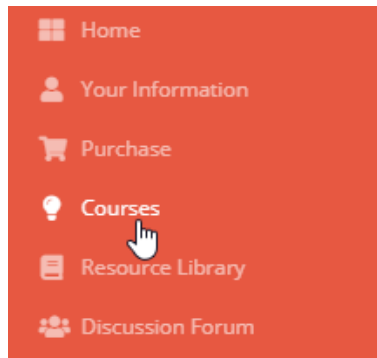 Home
Your Information
Purchase
Courses
Resource Library
Discussion Forum